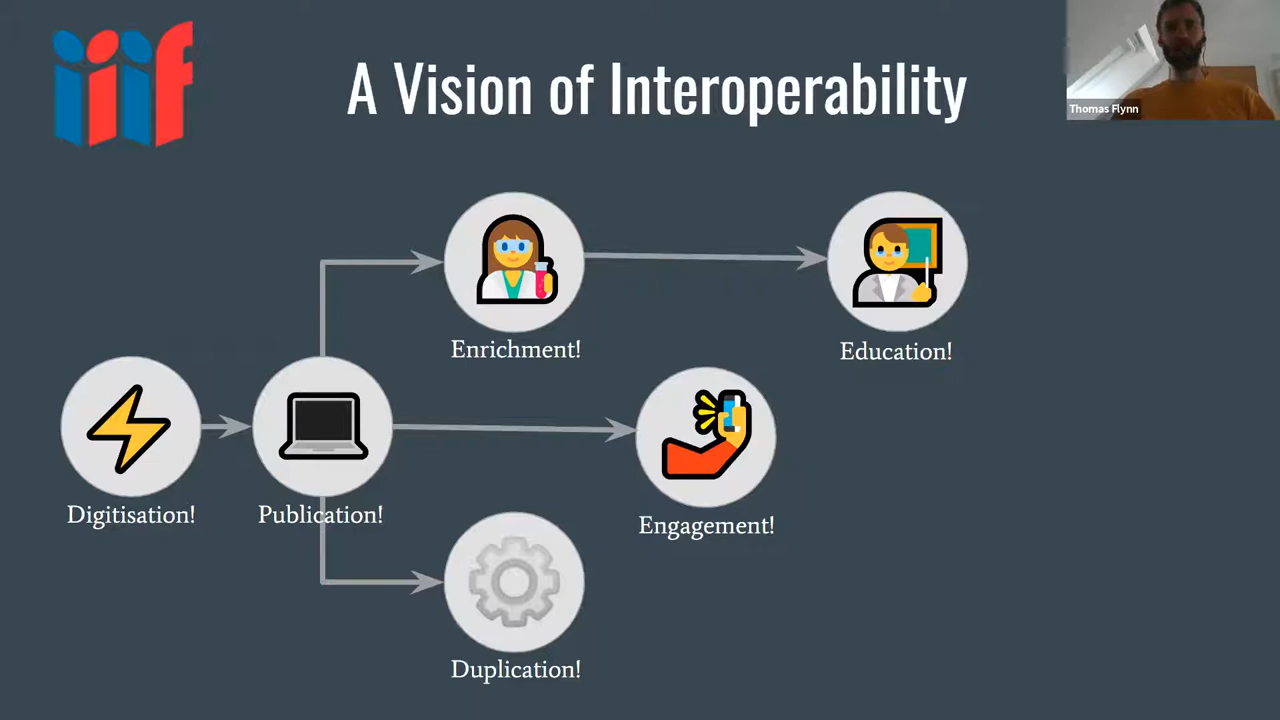 iiif
A Vision of Interoperability
Thomas Flynn
Enrichment!
Education!
Digitisation!
Publication!
Engagement!
Duplication!